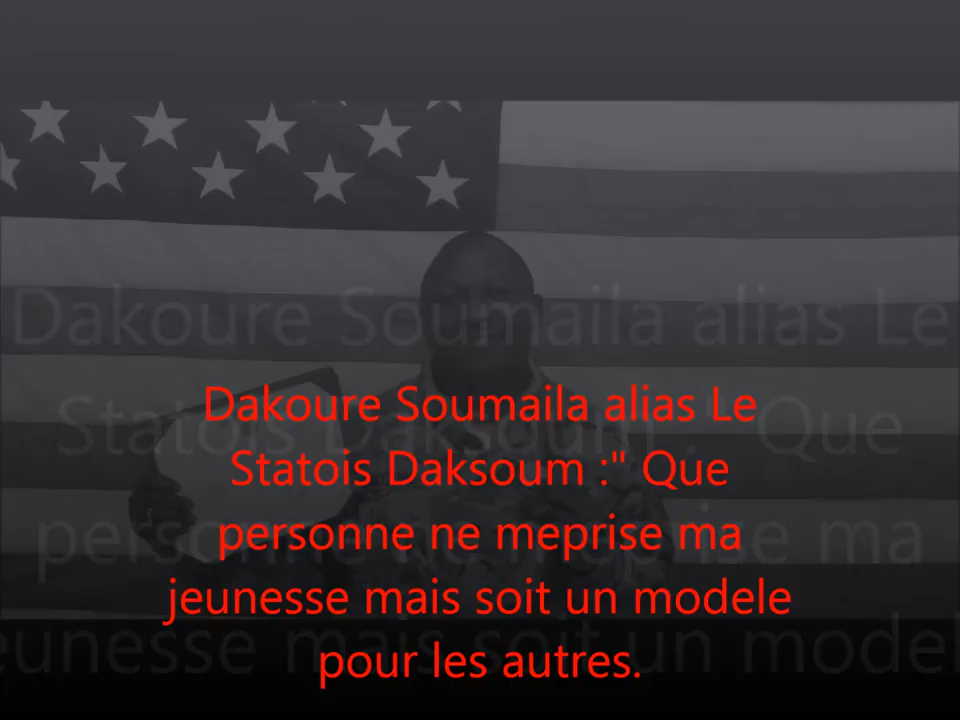 Dakoure Soumaila alias Le
Statois Daksoum :" Que
personne ne meprise ma
jeunesse mais soit un modele
pour les autres.